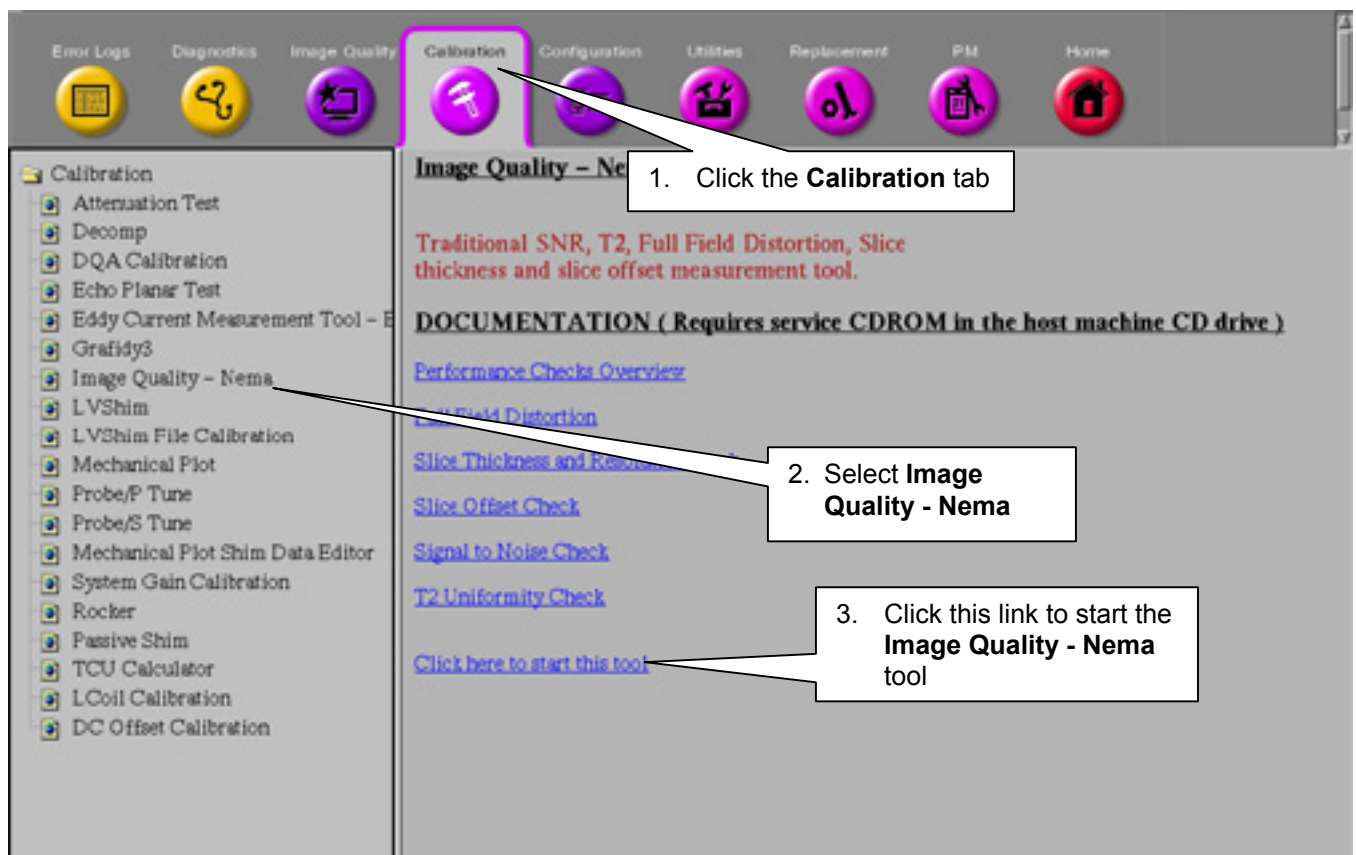 Error Logs
Diagnostics
Image Quality
Calibration
Configuration
Utilities
Replacement
PM
Home
Calibration
Attenuation Test
Decomp
DQA Calibration
Echo Planar Test
Eddy Current Measurement Tool – E
Grafidy3
Image Quality – Nema
LVShim
LVShim File Calibration
Mechanical Plot
Probe/P Tune
Probe/S Tune
Mechanical Plot Shim Data Editor
System Gain Calibration
Rocker
Passive Shim
TCU Calculator
LCoil Calibration
DC Offset Calibration
Image Quality – Ne
1. Click the Calibration tab
Traditional SNR, T2, Full Field Distortion, Slice
thickness and slice offset measurement tool.
DOCUMENTATION ( Requires service CDROM in the host machine CD drive )
Performance Checks Overview
Full Field Distortion
Slice Thickness and
Slice Offset Check
Signal to Noise Check
T2 Uniformity Check
Click here to start this tool
2. Select Image
Quality - Nema
3. Click this link to start the
Image Quality - Nema
tool